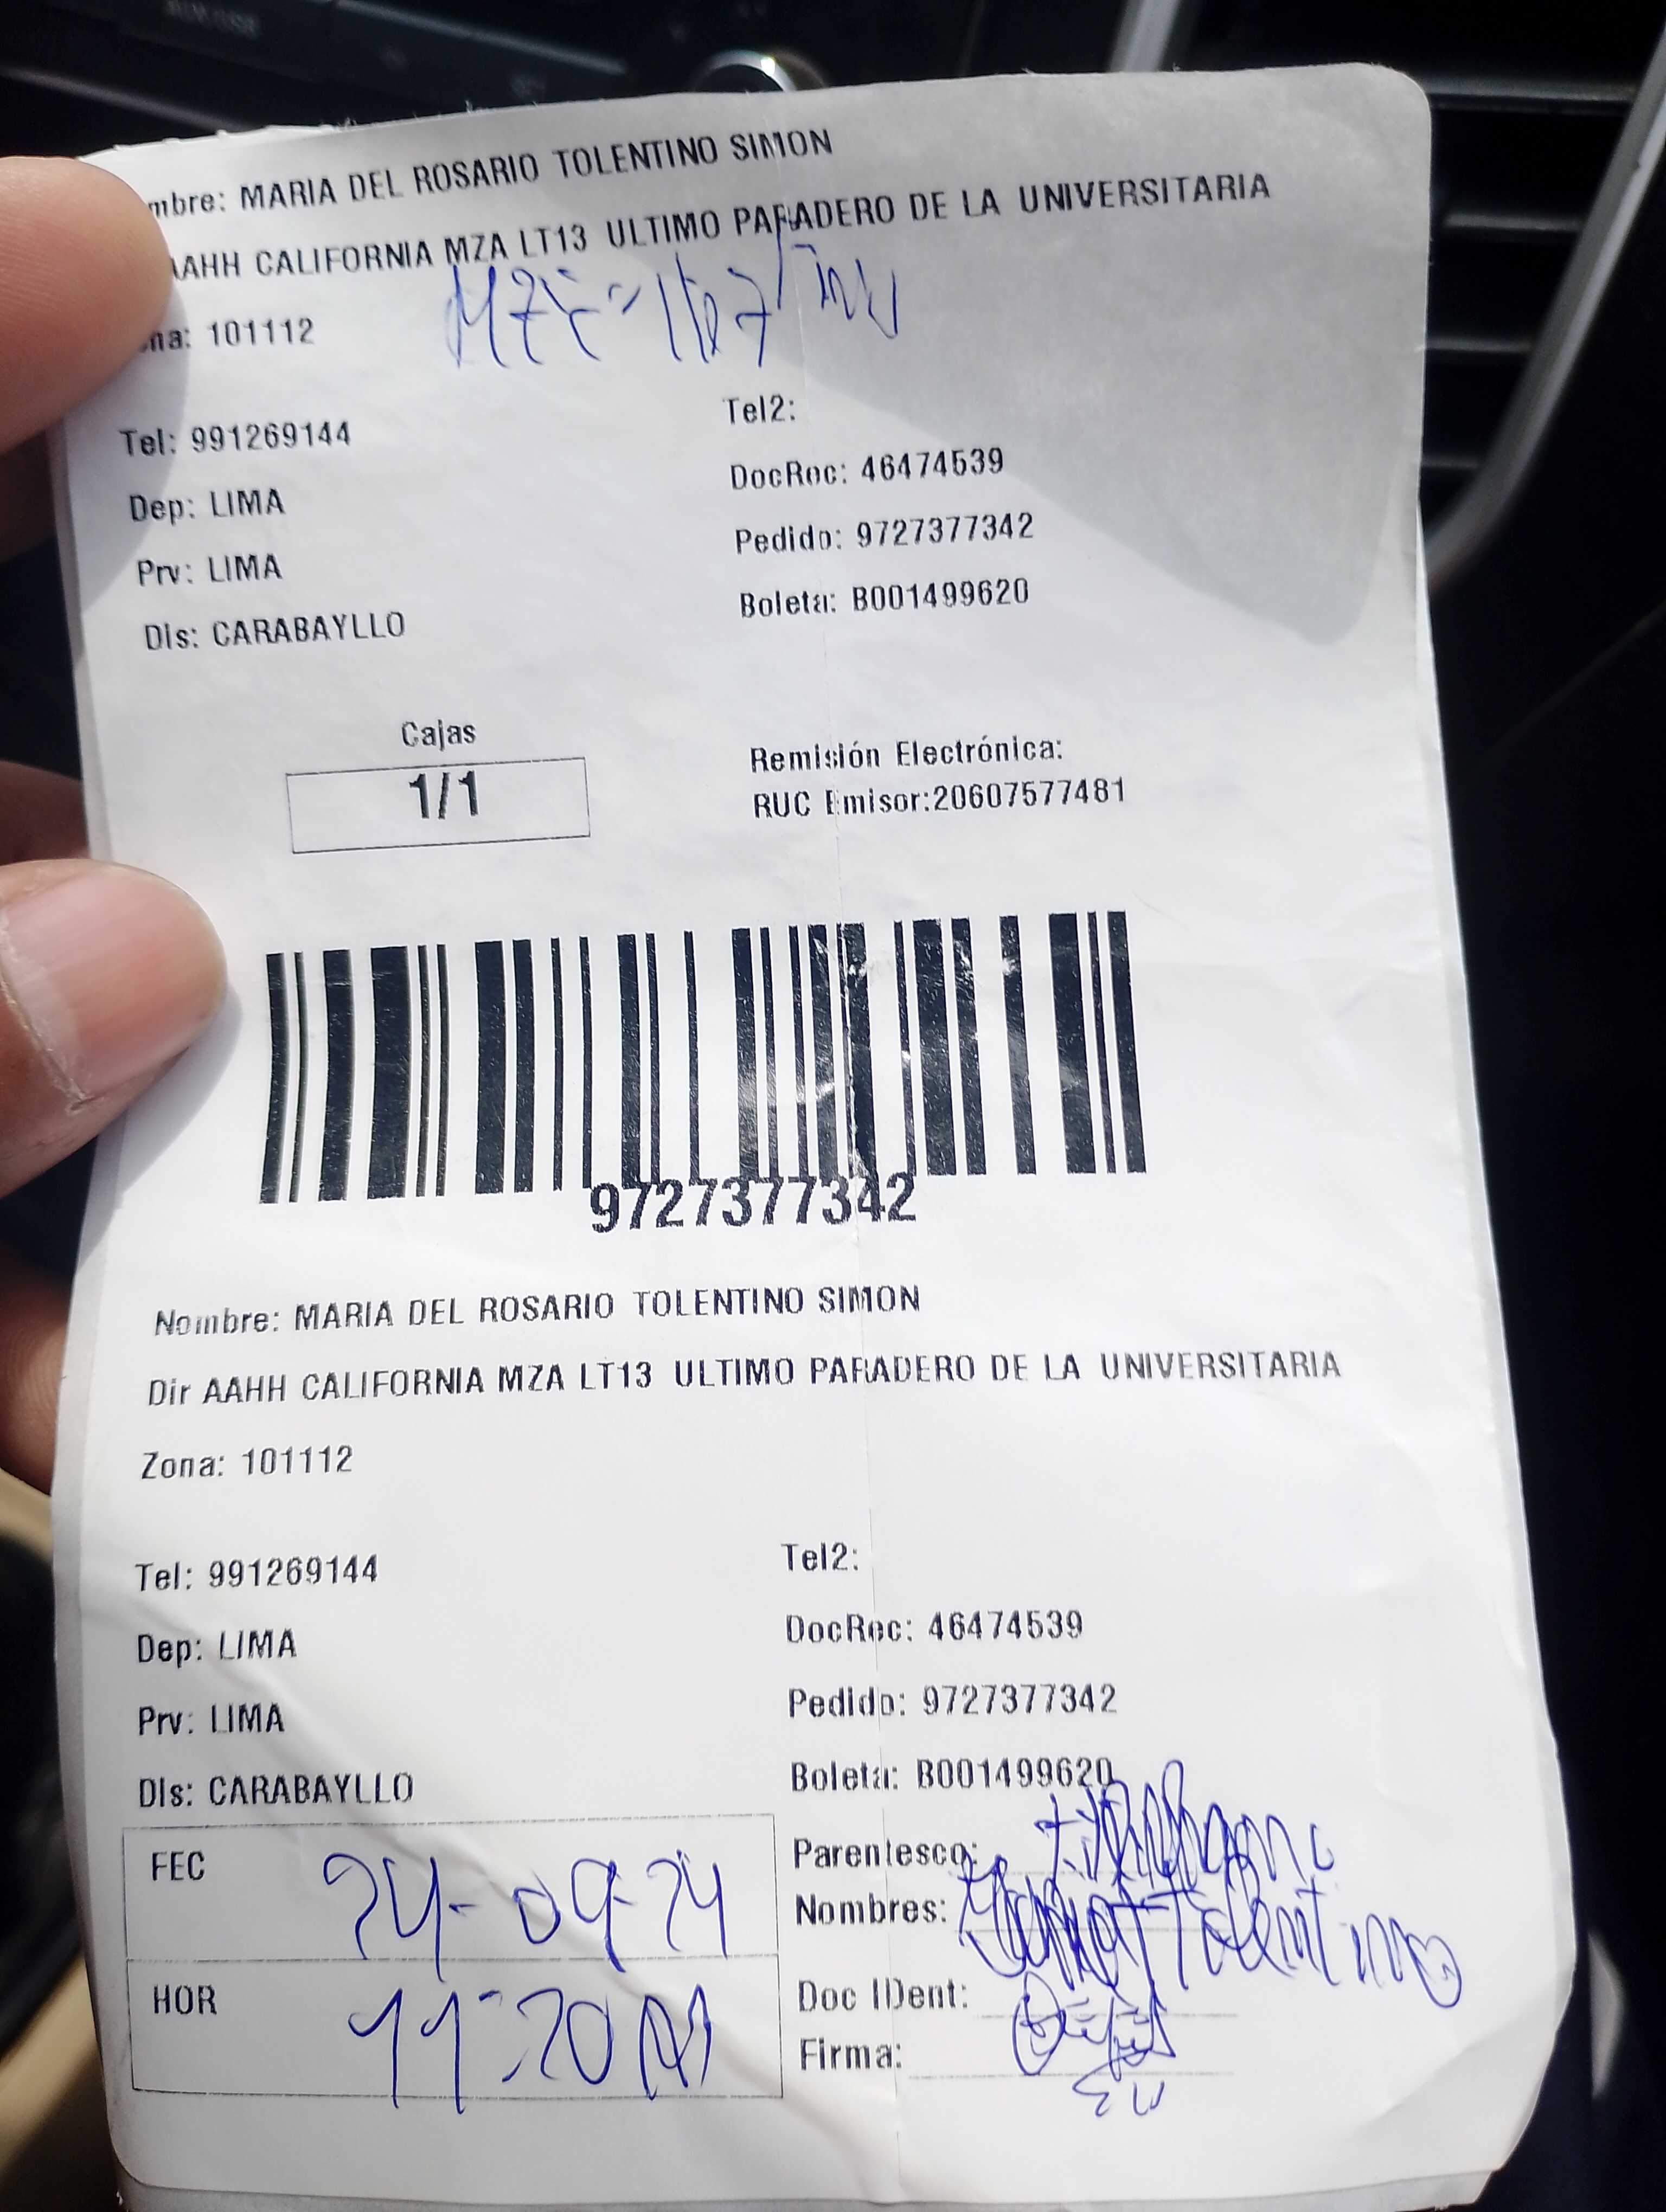 mbre: MARIA DEL ROSARIO TOLENTINO SIMON
AAHH CALIFORNIA MZA LT13 ULTIMO PARADERO DE LA UNIVERSITARIA
na: 101112
Tel: 991269144
Tel2:
Dep: LIMA
DocRec: 46474539
Prv: LIMA
Pedido: 9727377342
Dis: CARABAYLLO
Boleta: B001499620
Cajas
1/1
Remisión Electrónica:
RUC Emisor:20607577481
9727377342
Nombre: MARIA DEL ROSARIO TOLENTINO SIMON
Dir AAHH CALIFORNIA MZA LT13 ULTIMO PARADERO DE LA UNIVERSITARIA
Zona: 101112
Tel: 991269144
Tel2:
Dep: LIMA
DocRec: 46474539
Prv: LIMA
Pedido: 9727377342
Dis: CARABAYLLO
Boleta: B001499620
FEC 24-09-24
Parentesco:
Nombres: Tolentino
HOR 11:20 AM
Doc IDent:
Firma: